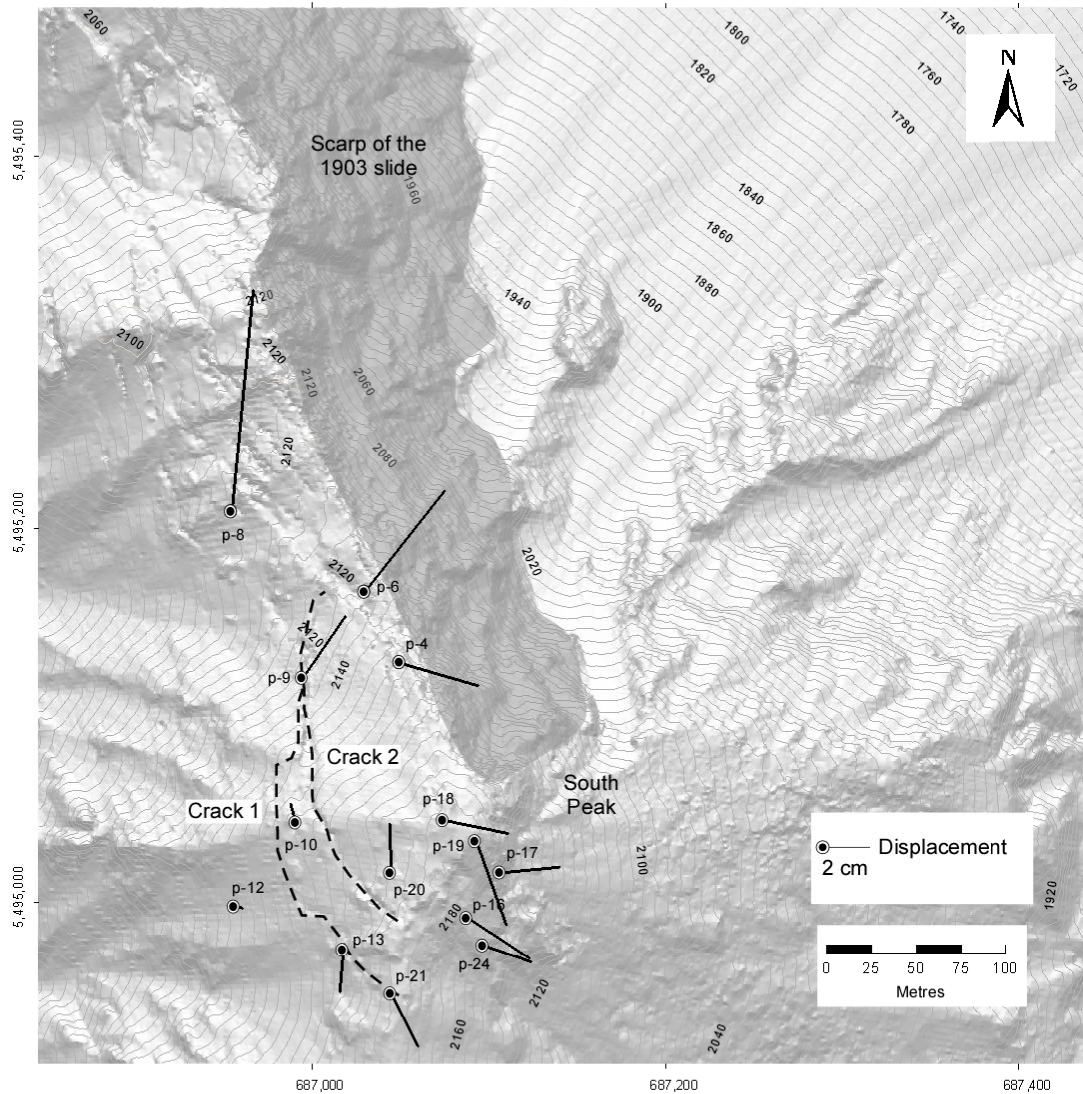 2060
1800
1740
1820
1760
1720
1780
N
5,495,400
Scarp of the
1903 slide
1960
1840
1860
1880
1940
1900
2120
2100
2120
2120
2060
2120
2080
5,495,200
p-8
2020
2120
p-6
2120
p-4
p-9
2140
Crack 2
South
Peak
Crack 1
p-18
p-10
p-19
p-17
2100
Displacement
2 cm
p-20
p-12
5,495,000
p-16
2180
1920
p-13
p-24
p-21
2120
0 25 50 75 100
Metres
2160
2040
687,000
687,200
687,400